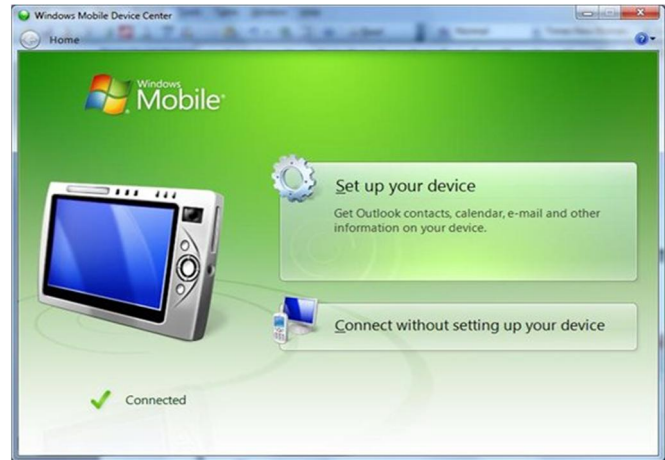 Windows Mobile Device Center
Home
Windows
Mobile
Set up your device
Get Outlook contacts, calendar, e-mail and other
information on your device.
Connect without setting up your device
Connected